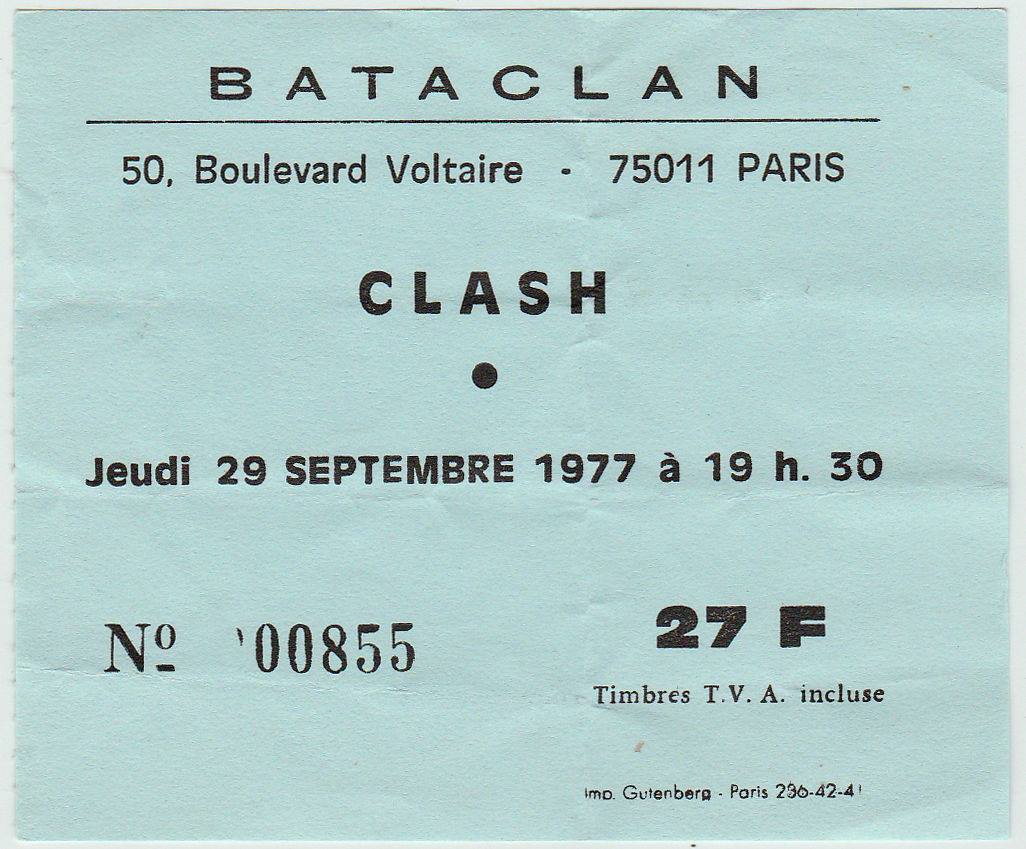 BATACLAN
50, Boulevard Voltaire - 75011 PARIS
CLASH
Jeudi 29 SEPTEMBRE 1977 à 19 h. 30
Nº 00855
27 F
Timbres T.V.A. incluse
Imp. Gutenberg - Paris